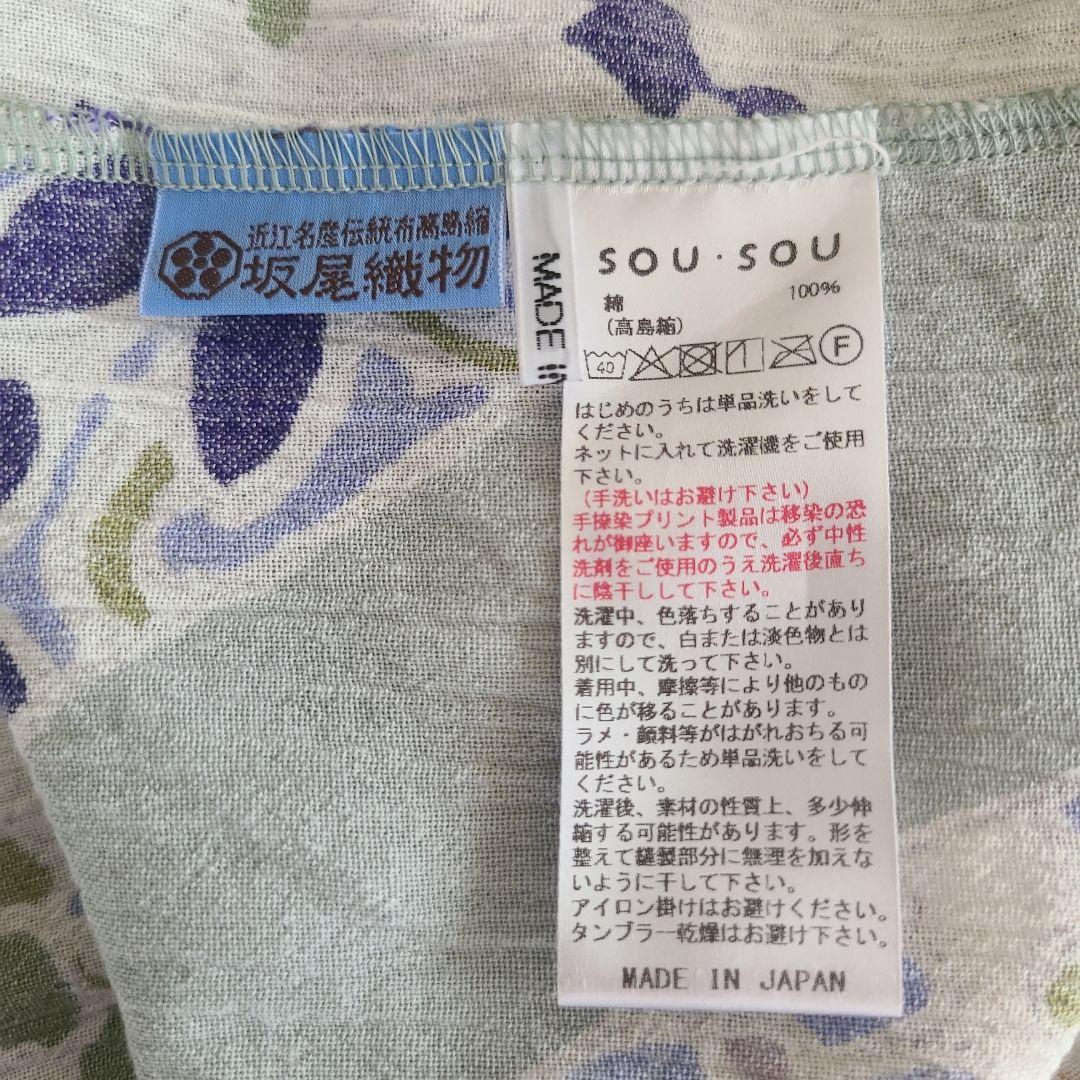 近江名産伝統布高島縮
坂尾織物
MADE I
SOU・SOU
綿 100%
(高島縮)
40
F
はじめのうちは単品洗いをして
ください。
ネットに入れて洗濯機をご使用
下さい。
(手洗いはお避け下さい)
手捺染プリント製品は移染の恐
れが御座いますので、必ず中性
洗剤をご使用のうえ洗濯後直ち
に陰干しして下さい。
洗濯中、色落ちすることがあり
ますので、白または淡色物とは
別にして洗って下さい。
着用中、摩擦等により他のもの
に色が移ることがあります。
ラメ・顔料等がはがれおちる可
能性があるため単品洗いをして
ください。
洗濯後、素材の性質上、多少伸
縮する可能性があります。形を
整えて縫製部分に無理を加えな
いように干して下さい。
アイロン掛けはお避けください。
タンブラー乾燥はお避け下さい。
MADE IN JAPAN